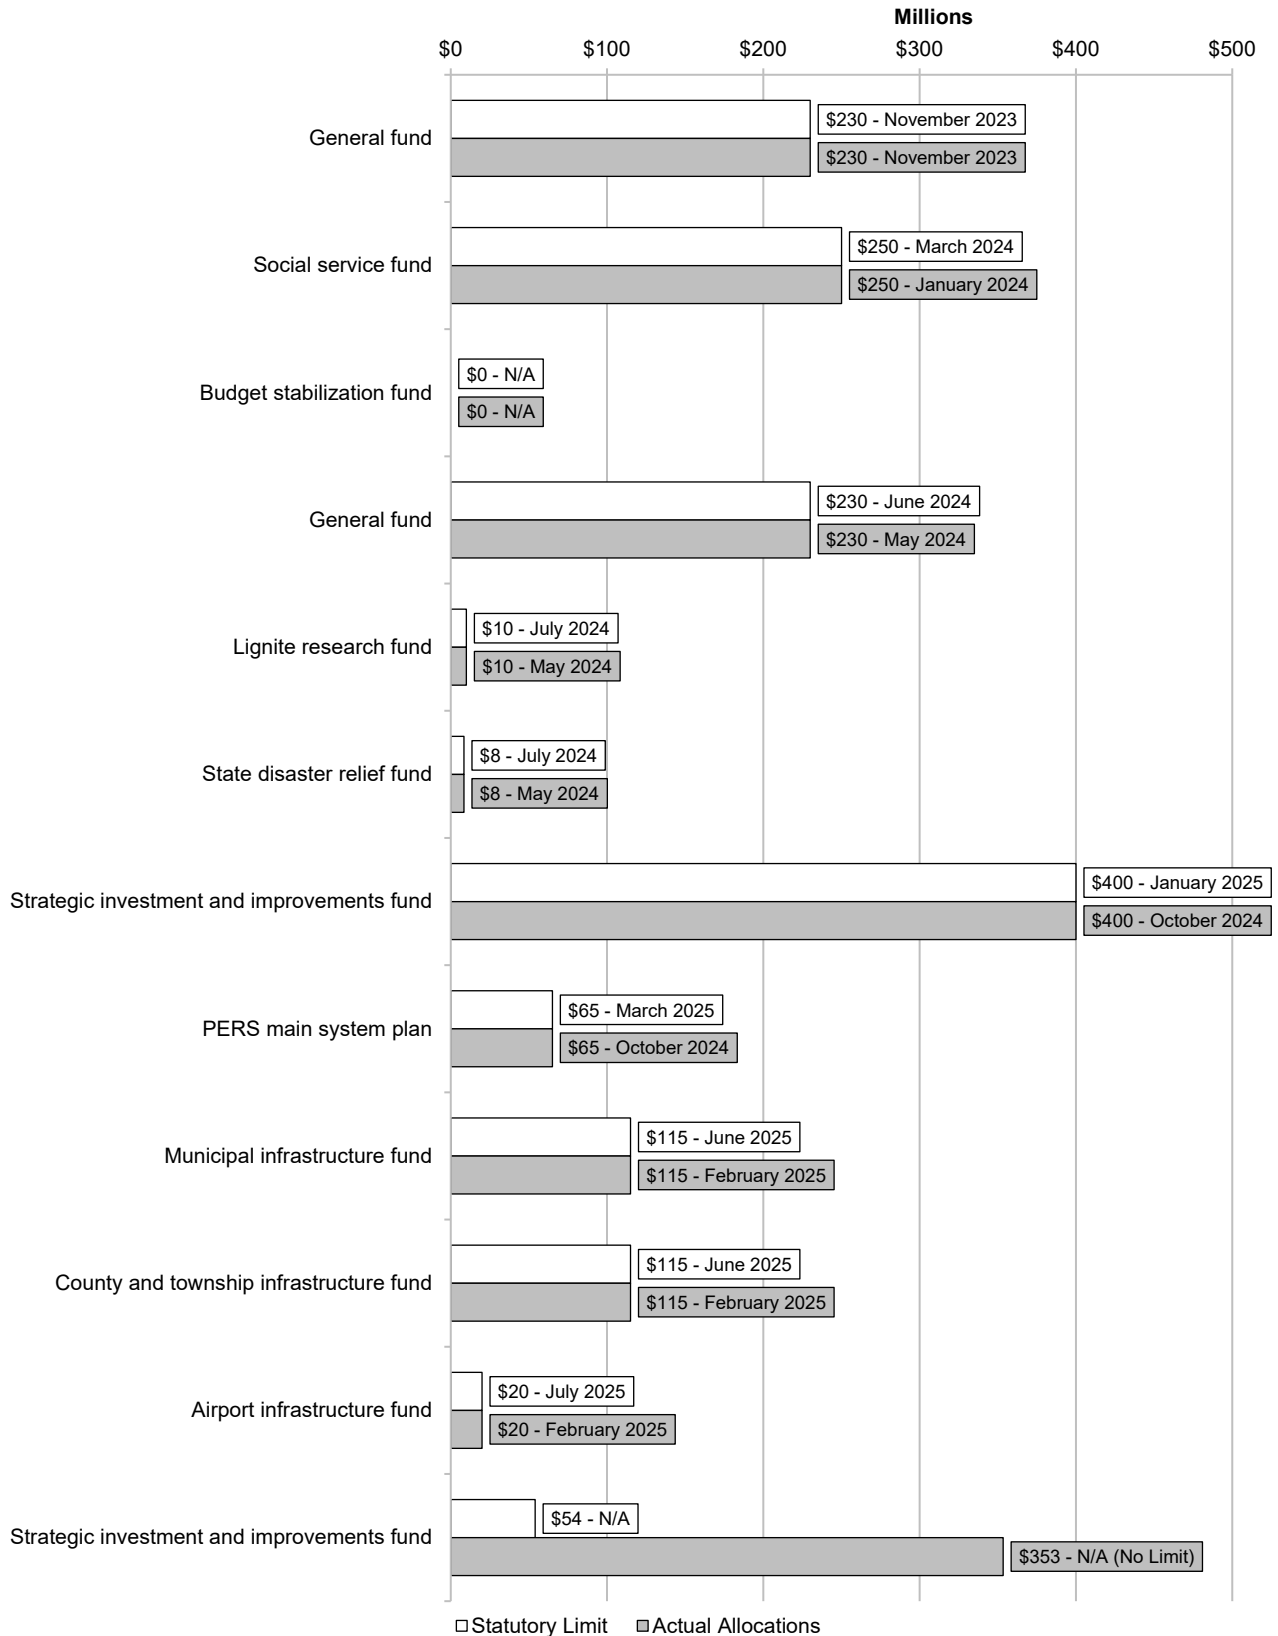 Millions
$0 $100 $200 $300 $400 $500
General fund
$230 - November 2023
$230 - November 2023
Social service fund
$250 - March 2024
$250 - January 2024
Budget stabilization fund
$0 - N/A
$0 - N/A
General fund
$230 - June 2024
$230 - May 2024
Lignite research fund
$10 - July 2024
$10 - May 2024
State disaster relief fund
$8 - July 2024
$8 - May 2024
Strategic investment and improvements fund
$400 - January 2025
$400 - October 2024
PERS main system plan
$65 - March 2025
$65 - October 2024
Municipal infrastructure fund
$115 - June 2025
$115 - February 2025
County and township infrastructure fund
$115 - June 2025
$115 - February 2025
Airport infrastructure fund
$20 - July 2025
$20 - February 2025
Strategic investment and improvements fund
$54 - N/A
$353 - N/A (No Limit)
Statutory Limit Actual Allocations